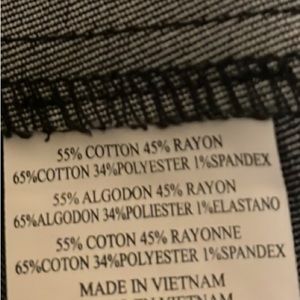 55% COTTON 45% RAYON
65%COTTON 34%POLYESTER 1%SPANDEX
55% ALGODON 45% RAYON
65%ALGODON 34%POLIESTER 1%ELASTANO
55% COTON 45% RAYONNE
65%COTON 34%POLYESTER 1%SPANDEX
MADE IN VIETNAM
VIETNAM